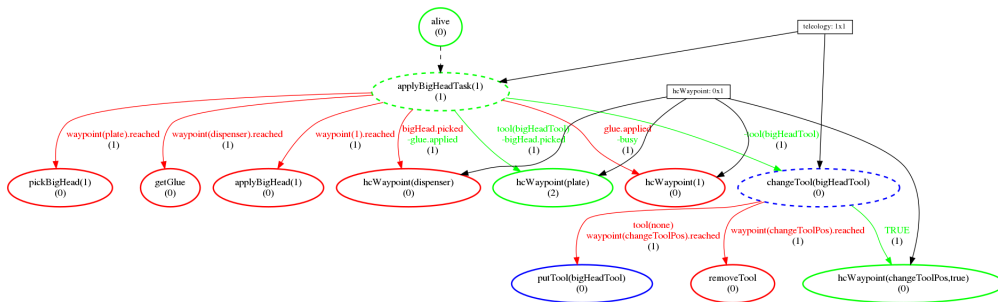 alive
(0)
teleology: 1x1
applyBigHeadTask(1)
(1)
hcWaypoint: 0x1
waypoint(plate).reached
(1)
waypoint(dispenser).reached
(1)
waypoint(1).reached
(1)
bigHead.picked
-glue.applied
(1)
tool(bigHeadTool)
-bigHead.picked
(1)
glue.applied
-busy
(1)
-tool(bigHeadTool)
(1)
pickBigHead(1)
(0)
getGlue
(0)
applyBigHead(1)
(0)
hcWaypoint(dispenser)
(0)
hcWaypoint(plate)
(2)
hcWaypoint(1)
(0)
changeTool(bigHeadTool)
(0)
tool(none)
waypoint(changeToolPos).reached
(1)
waypoint(changeToolPos).reached
(1)
TRUE
(1)
putTool(bigHeadTool)
(0)
removeTool
(0)
hcWaypoint(changeToolPos,true)
(0)